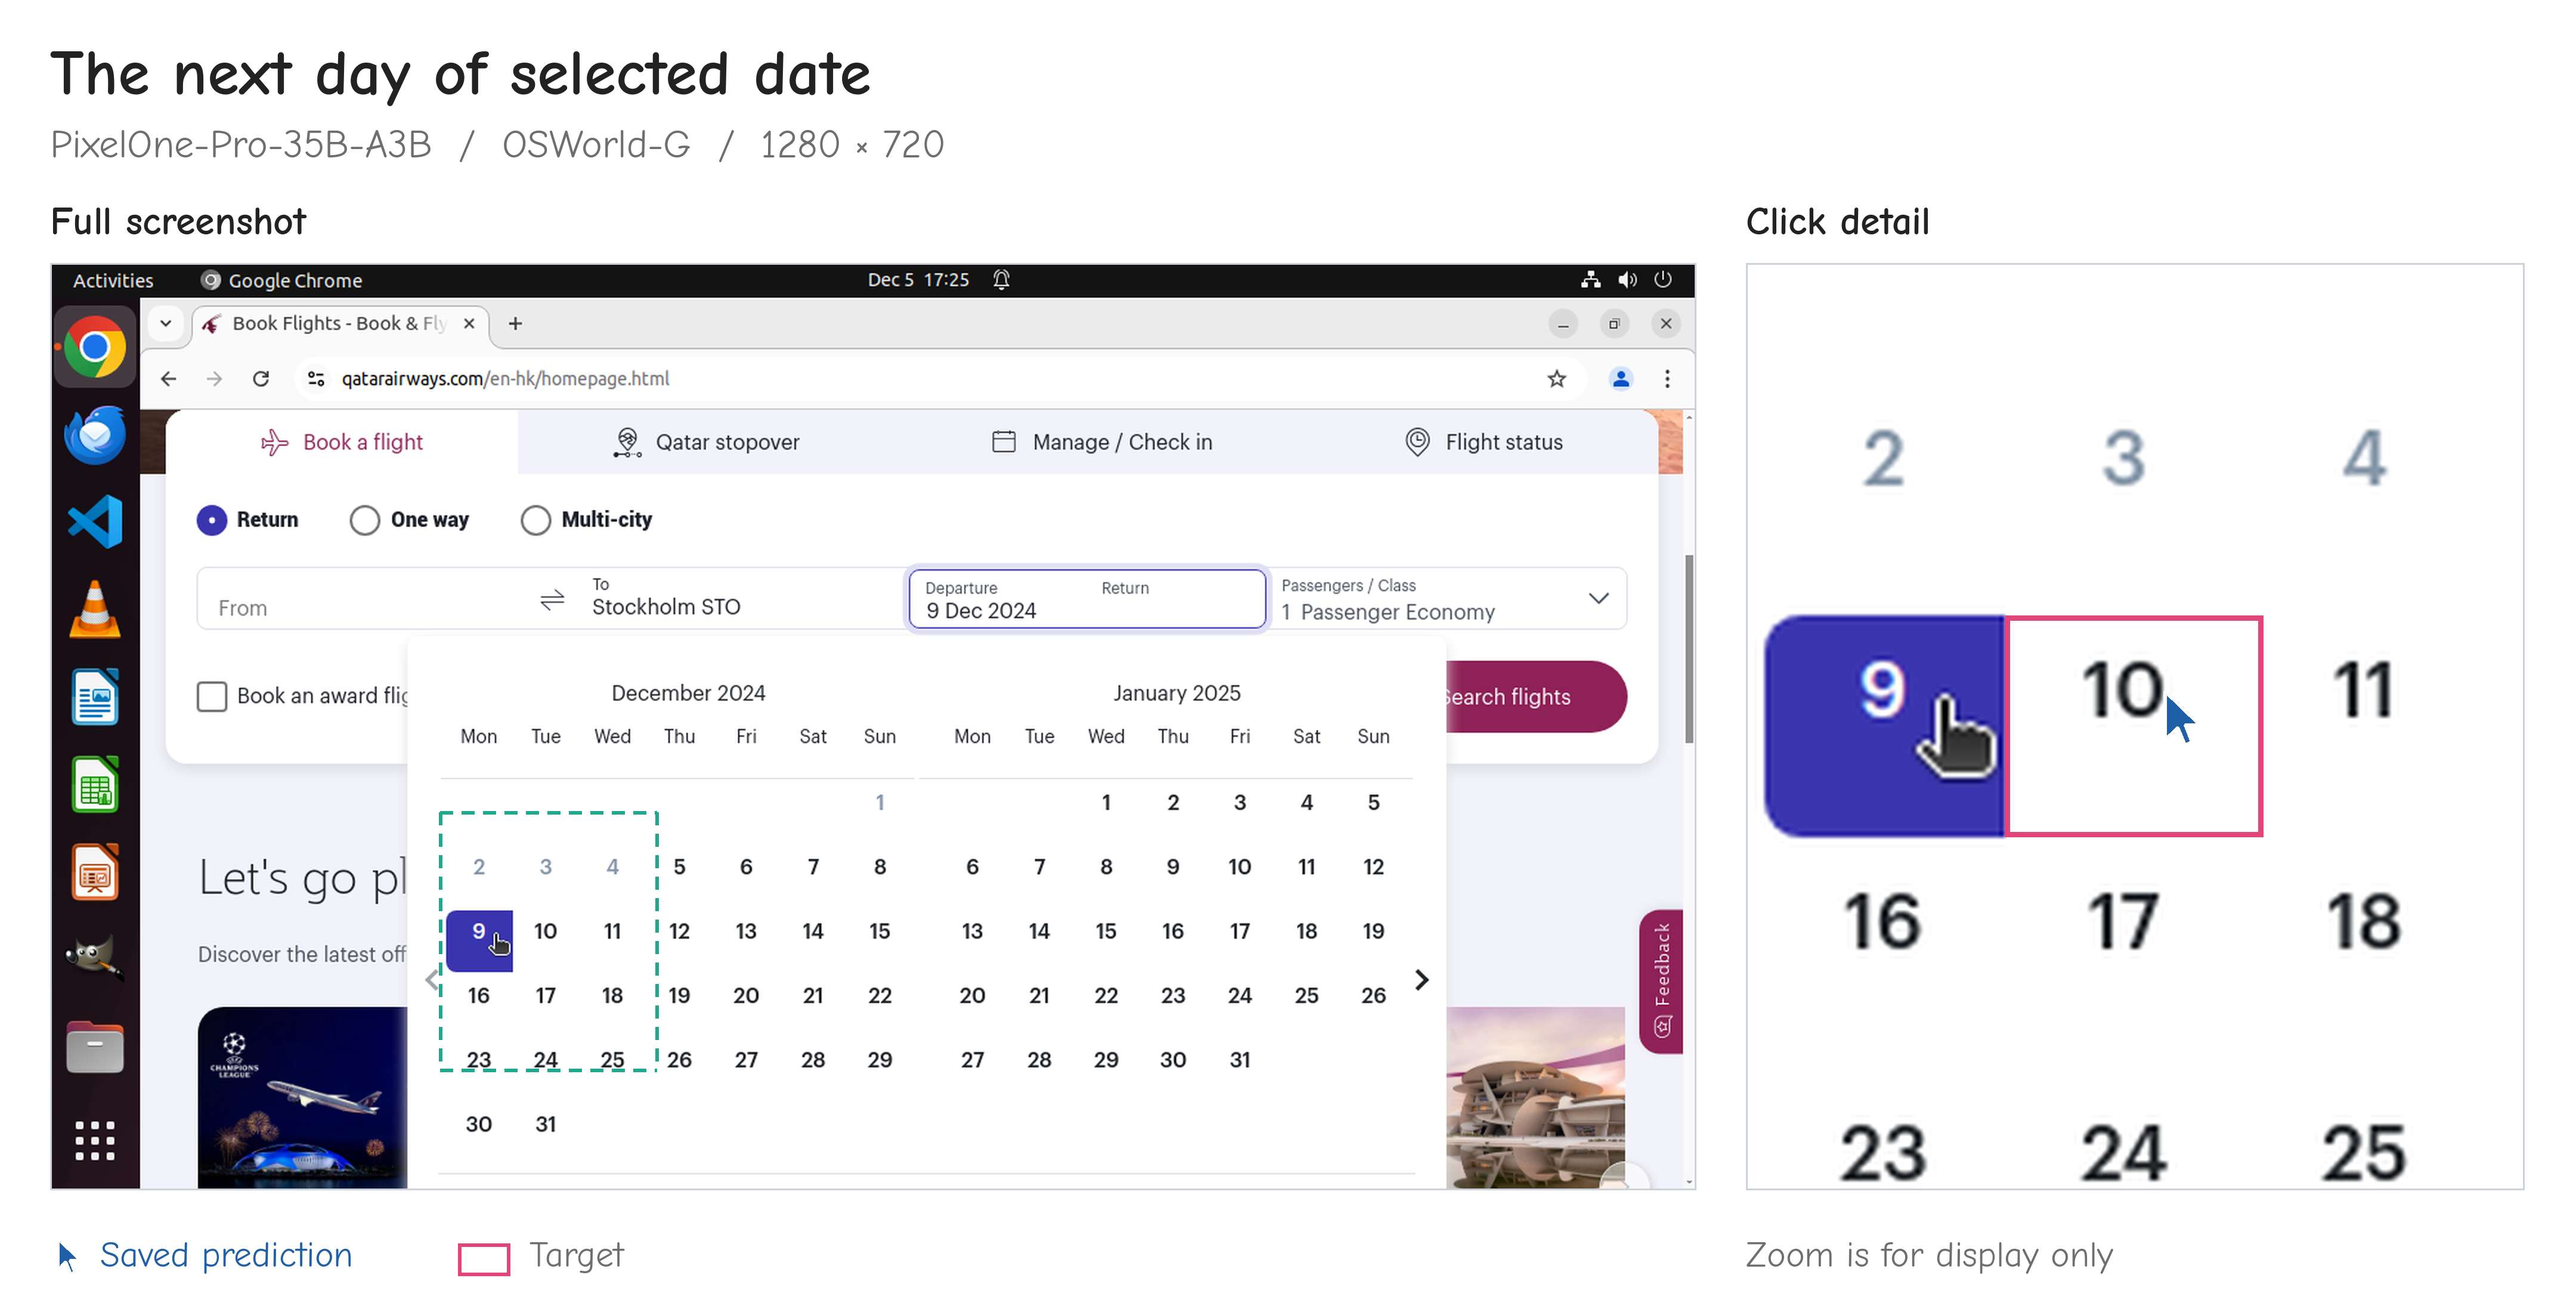 The next day of selected date
PixelOne-Pro-35B-A3B / OSWorld-G / 1280 × 720
Full screenshot
Click detail
Activities
Google Chrome
Dec 5 17:25
Book Flights - Book & Fly
qatarairways.com/en-hk/homepage.html
Book a flight
Qatar stopover
Manage / Check in
Flight status
Return
One way
Multi-city
From
To
Stockholm STO
Departure
9 Dec 2024
Return
Passengers / Class
1 Passenger Economy
Book an award flig
Search flights
December 2024
Mon Tue Wed Thu Fri Sat Sun
1
2 3 4 5 6 7 8
9 10 11 12 13 14 15
16 17 18 19 20 21 22
23 24 25 26 27 28 29
30 31
January 2025
Mon Tue Wed Thu Fri Sat Sun
1 2 3 4 5
6 7 8 9 10 11 12
13 14 15 16 17 18 19
20 21 22 23 24 25 26
27 28 29 30 31
Let's go pl
Discover the latest off
CHAMPIONS
LEAGUE
Feedback
2 3 4
9 10 11
16 17 18
23 24 25
Saved prediction
Target
Zoom is for display only